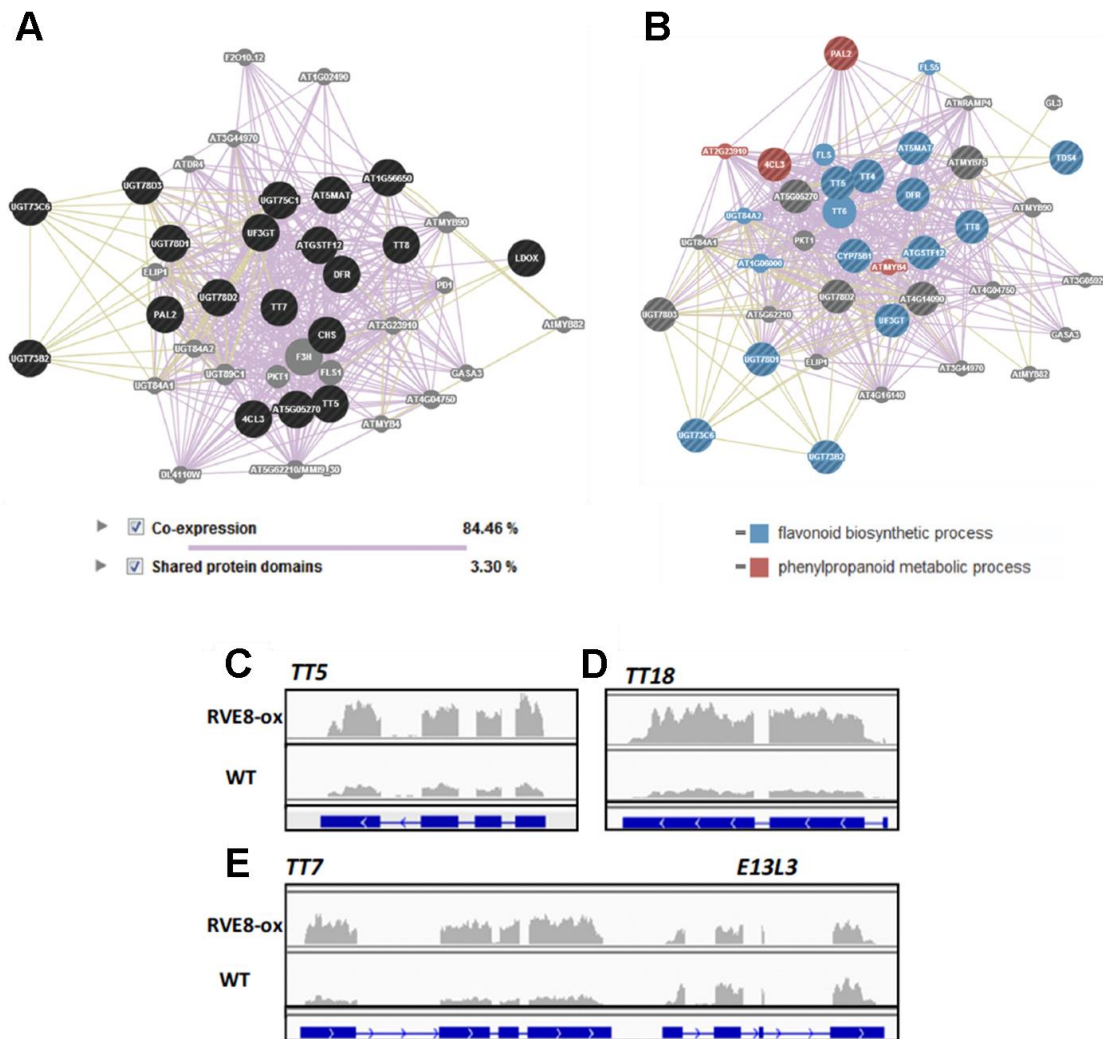 A
B
F2O10.12
AT1G02490
AT3G44970
ATDR4
UGT78D3
UGT73C6
UGT75C1
AT5MAT
AT1G56650
UF3GT
ATMYB90
UGT78D1
ATGSTF12
TT8
LDOX
ELIP1
DFR
PD1
UGT78D2
TT7
PAL2
AT2G23910
AtMYB82
CHS
UGT84A2
F3H
UGT73B2
UGT89C1
PKT1
FLS1
GASA3
UGT84A1
AT4G04750
4CL3
AT5G05270
TT5
ATMYB4
DL4110W
AT5G62210/MMI9_30
PAL2
FLS5
ATNRAMP4
GL3
AT2G23910
4CL3
FLS
AT5MAT
ATMYB75
TDS4
TT5
TT4
AT5G05270
DFR
TT6
UGT84A2
ATMYB90
TT8
UGT84A1
PKT1
AT1G06000
CYP75B1
ATGSTF12
ATMYB4
AT3G0592
AT4G04750
UGT78D2
AT4G14090
UGT78D3
AT5G62210
UF3GT
GASA3
UGT78D1
ELIP1
AT3G44970
AtMYB82
AT4G16140
UGT73C6
UGT73B2
Co-expression 84.46 %
Shared protein domains 3.30 %
flavonoid biosynthetic process
phenylpropanoid metabolic process
C TT5
D TT18
RVE8-ox
WT
E TT7 E13L3
RVE8-ox
WT